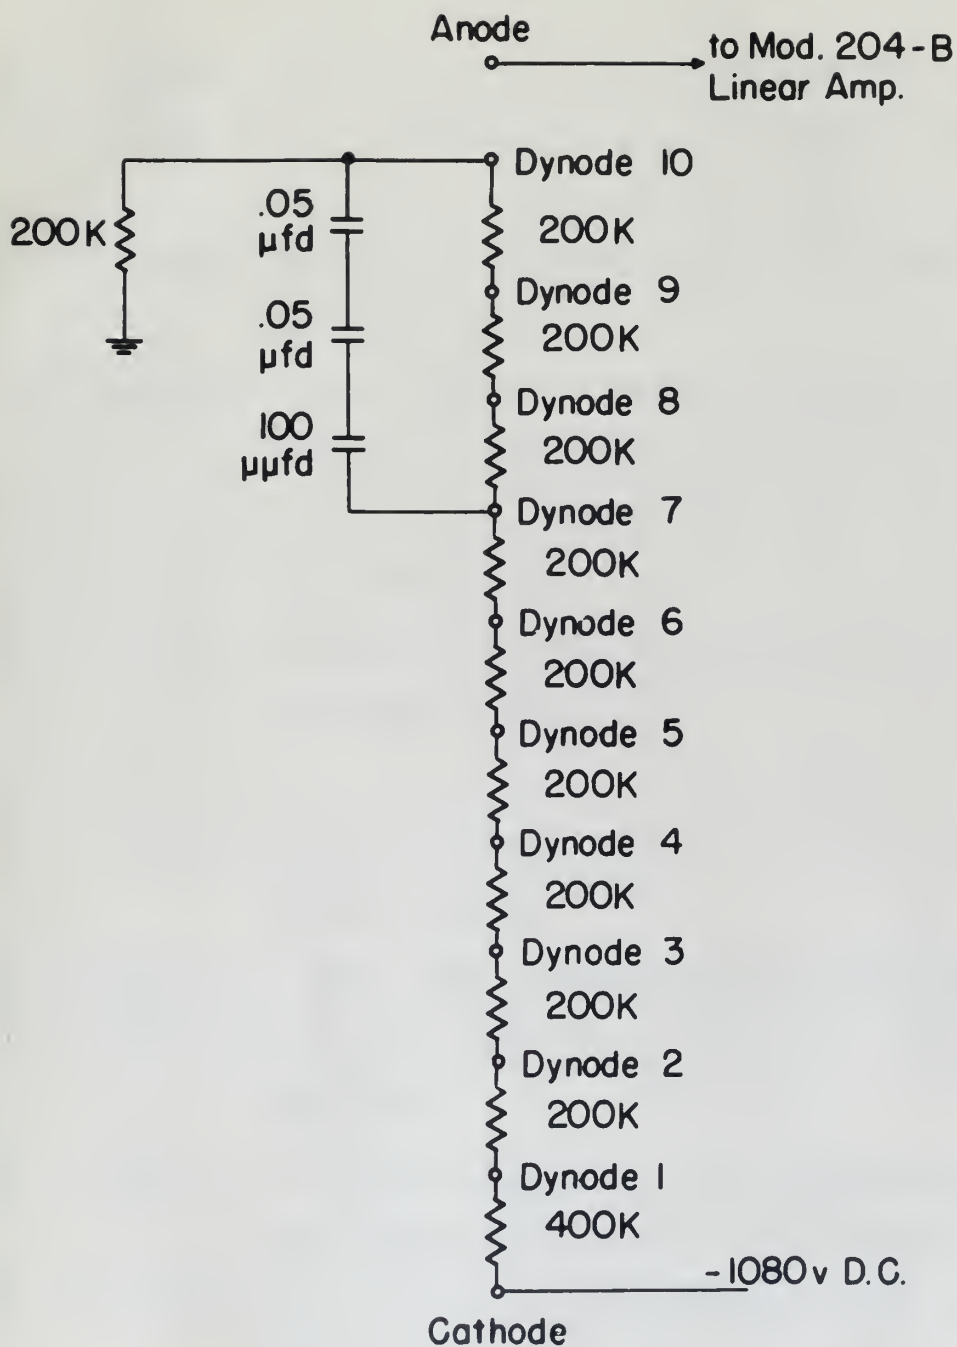 Anode
to Mod. 204-B
Linear Amp.
Dynode 10
200K
.05
µfd
200K
Dynode 9
.05
µfd
200K
Dynode 8
100
µµfd
200K
Dynode 7
200K
Dynode 6
200K
Dynode 5
200K
Dynode 4
200K
Dynode 3
200K
Dynode 2
200K
Dynode 1
400K
-1080v D.C.
Cathode